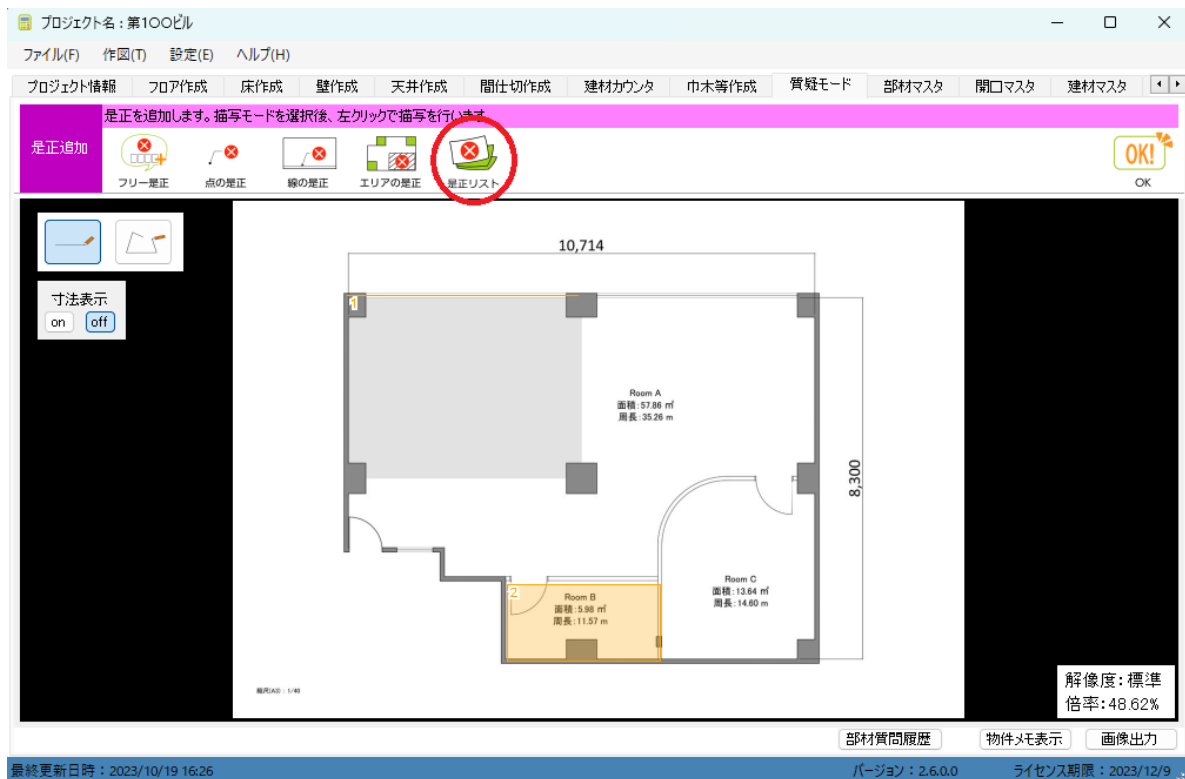 プロジェクト名：第100ビル
ファイル(F) 作図(T) 設定(E) ヘルプ(H)
プロジェクト情報 フロア作成 床作成 壁作成 天井作成 間仕切作成 建材カウンタ 巾木等作成 質疑モード 部材マスタ 開口マスタ 建材マスタ
是正を追加します。描写モードを選択後、左クリックで描写を行います
是正追加
OK!
フリー是正 点の是正 線の是正 エリアの是正 是正リスト OK
10,714
寸法表示
on off
1
Room A
面積:57.86 ㎡
周長:35.26 m
8,300
2
Room B
面積:5.98 ㎡
周長:11.57 m
Room C
面積:13.64 ㎡
周長:14.60 m
縮尺(A3) : 1/40
解像度：標準
倍率：48.62%
部材質問履歴 物件メモ表示 画像出力
最終更新日時：2023/10/19 16:26 バージョン：2.6.0.0 ライセンス期限：2023/12/9